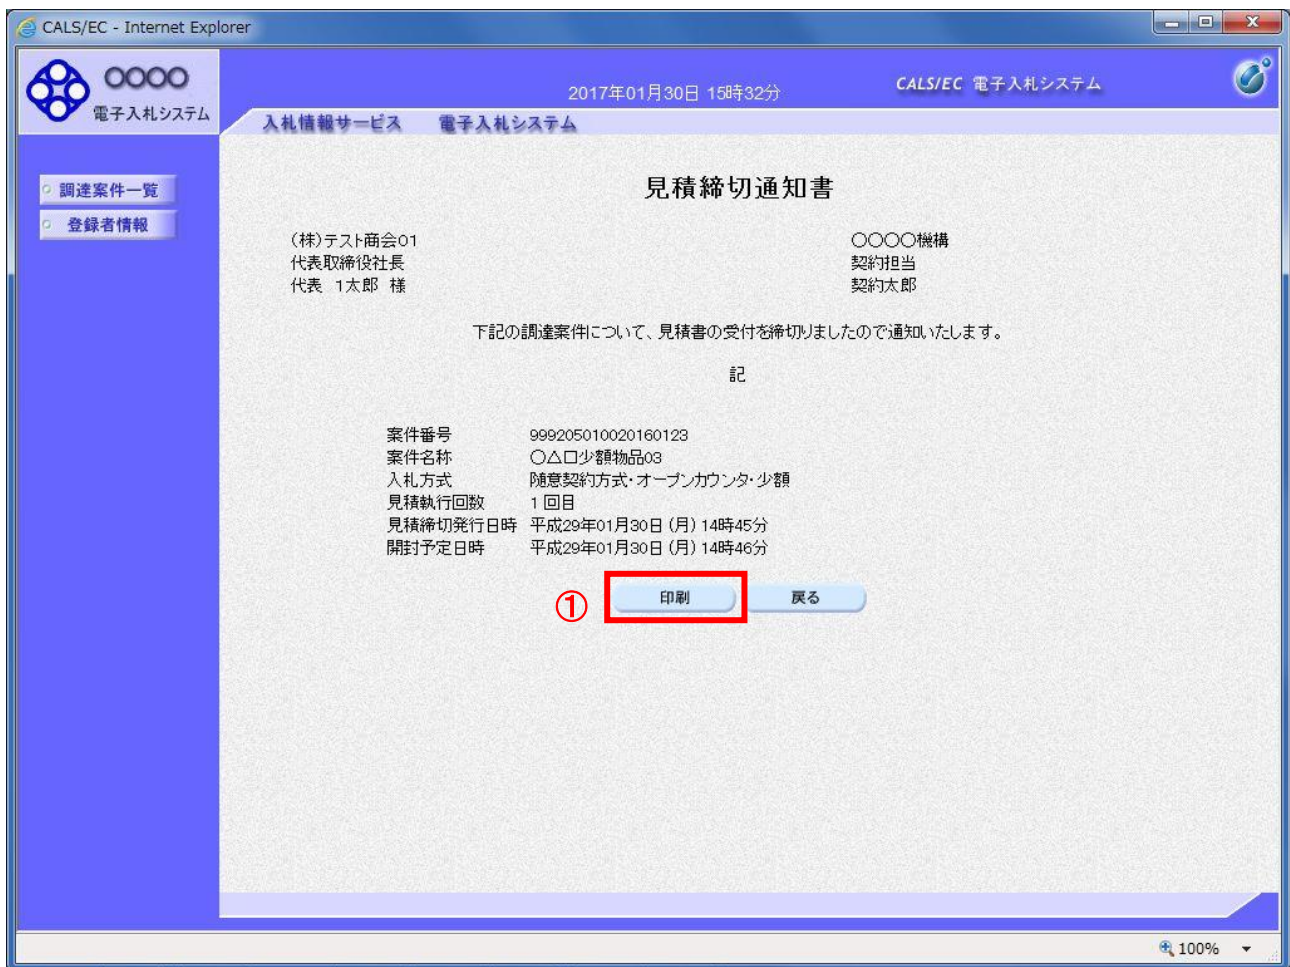 CALS/EC - Internet Explorer
〇〇〇〇
電子入札システム
2017年01月30日 15時32分
CALS/EC 電子入札システム
入札情報サービス 電子入札システム
調達案件一覧
登録者情報
見積締切通知書
(株)テスト商会01
代表取締役社長
代表 1太郎 様
〇〇〇〇機構
契約担当
契約太郎
下記の調達案件について、見積書の受付を締切りましたので通知いたします。
記
案件番号 999205010020160123
案件名称 〇△口少額物品03
入札方式 随意契約方式・オープンカウンタ・少額
見積執行回数 1回目
見積締切発行日時 平成29年01月30日(月)14時45分
開封予定日時 平成29年01月30日(月)14時46分
① 印刷 戻る
100%